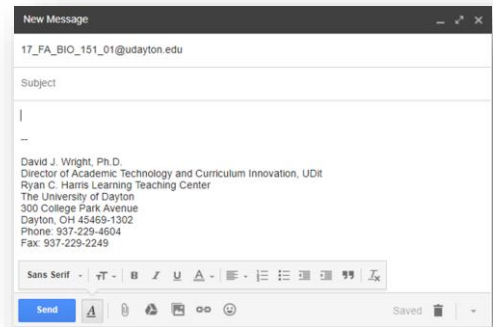 New Message
17_FA_BIO_151_01@udayton.edu
Subject
--
David J. Wright, Ph.D.
Director of Academic Technology and Curriculum Innovation, UDit
Ryan C. Harris Learning Teaching Center
The University of Dayton
300 College Park Avenue
Dayton, OH 45469-1302
Phone: 937-229-4604
Fax: 937-229-2249
Sans Serif T B I U A Tx
Send A Saved